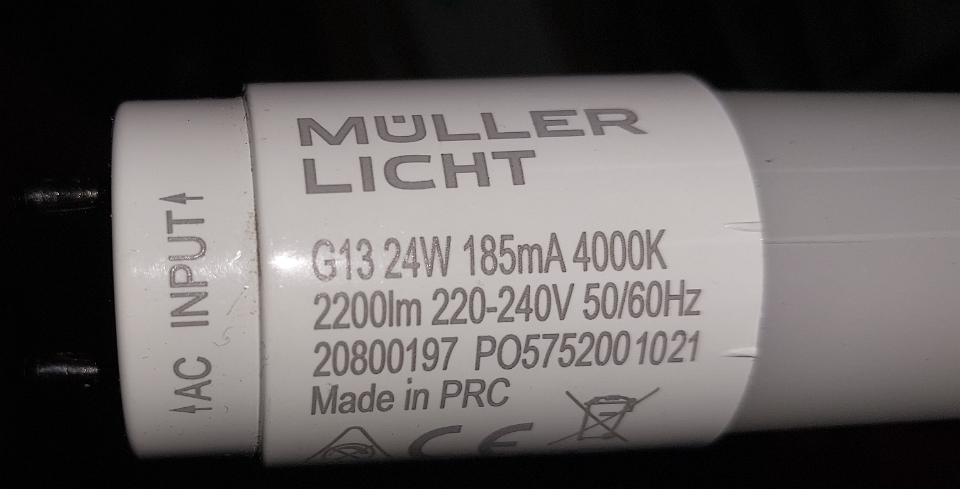 MÜLLER
LICHT
G13 24W 185mA 4000K
2200lm 220-240V 50/60Hz
20800197 PO5752001021
Made in PRC
CE
↑AC INPUT↑